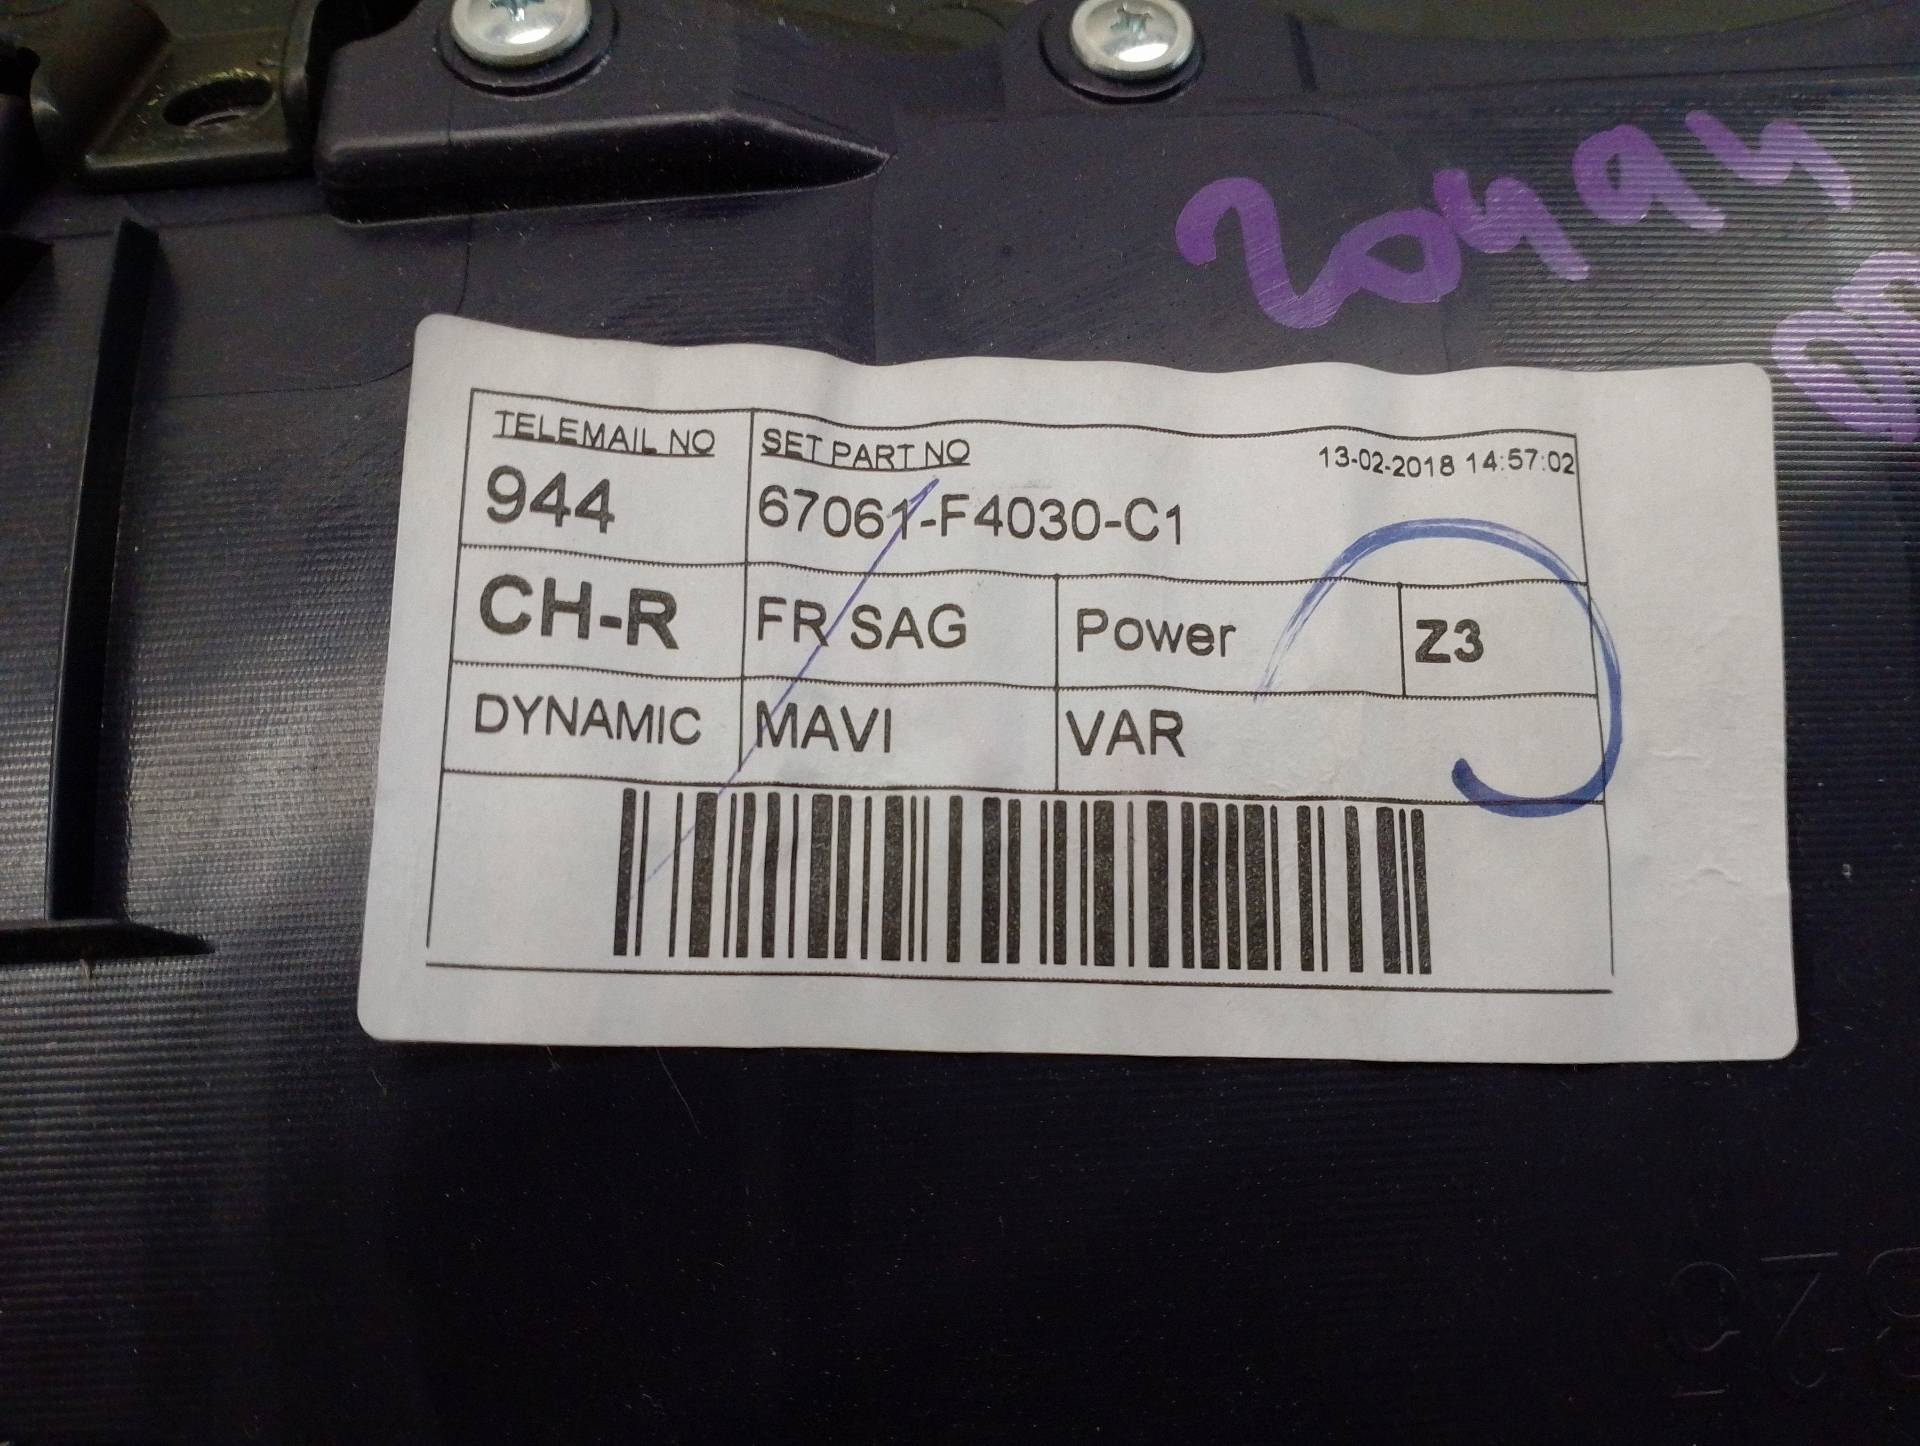 20494
TELEMAIL NO
SET PART NO
13-02-2018 14:57:02
944
67061-F4030-C1
CH-R
FR SAG
Power
Z3
DYNAMIC
MAVI
VAR